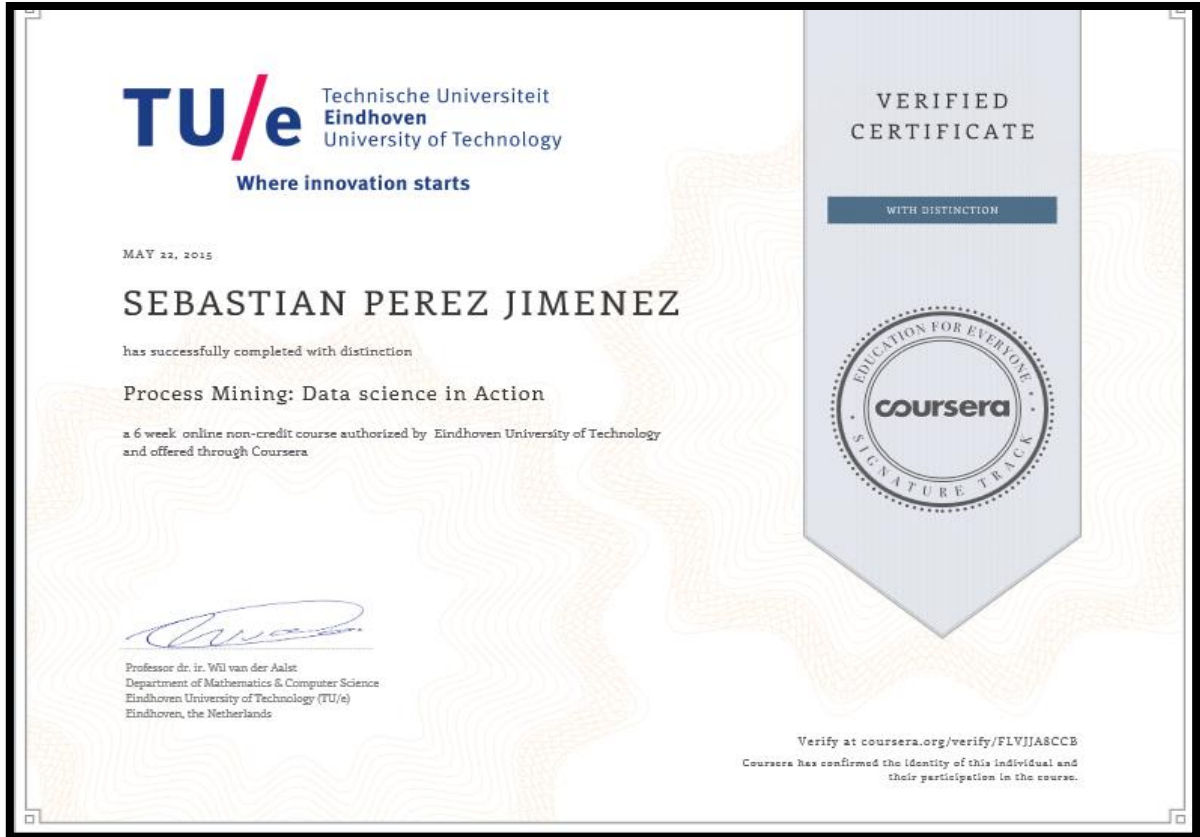 TU/e
Technische Universiteit
Eindhoven
University of Technology
Where innovation starts
MAY 22, 2015
SEBASTIAN PEREZ JIMENEZ
has successfully completed with distinction
Process Mining: Data science in Action
a 6 week online non-credit course authorized by Eindhoven University of Technology
and offered through Coursera
Professor dr. ir. Wil van der Aalst
Department of Mathematics & Computer Science
Eindhoven University of Technology (TU/e)
Eindhoven, the Netherlands
VERIFIED
CERTIFICATE
WITH DISTINCTION
EDUCATION FOR EVERYONE
coursera
SIGNATURE TRACK
Verify at coursera.org/verify/FLVJJA8CCB
Coursera has confirmed the identity of this individual and
their participation in the course.